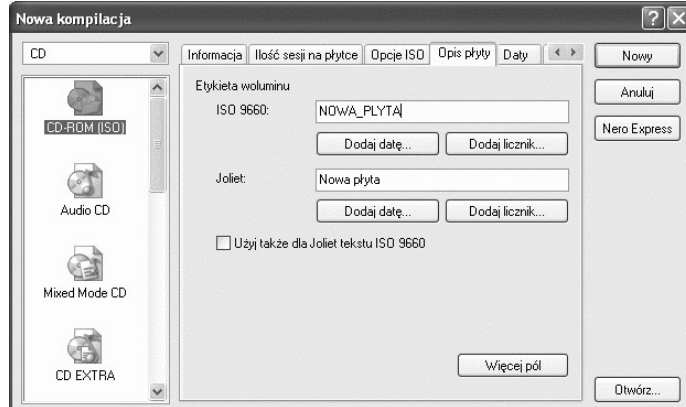 Nowa kompilacja
CD
CD-ROM (ISO)
Audio CD
Mixed Mode CD
CD EXTRA
Informacja Ilość sesji na płytce Opcje ISO Opis płyty Daty
Etykieta woluminu
ISO 9660: NOWA_PLYTA
Dodaj datę... Dodaj licznik...
Joliet: Nowa płyta
Dodaj datę... Dodaj licznik...
Użyj także dla Joliet tekstu ISO 9660
Więcej pól
Nowy
Anuluj
Nero Express
Otwórz...